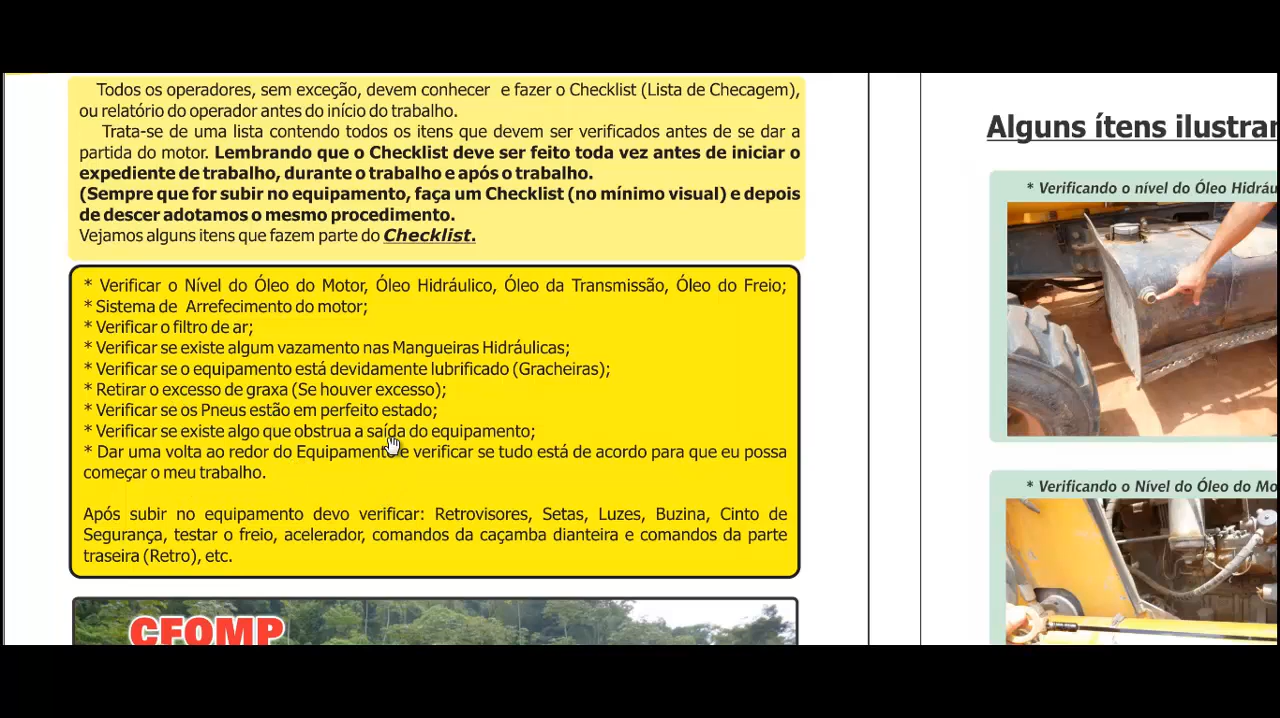 Todos os operadores, sem exceção, devem conhecer e fazer o Checklist (Lista de Checagem),
ou relatório do operador antes do início do trabalho.
Trata-se de uma lista contendo todos os itens que devem ser verificados antes de se dar a
partida do motor. Lembrando que o Checklist deve ser feito toda vez antes de iniciar o
expediente de trabalho, durante o trabalho e após o trabalho.
(Sempre que for subir no equipamento, faça um Checklist (no mínimo visual) e depois
de descer adotamos o mesmo procedimento.
Vejamos alguns itens que fazem parte do Checklist.
* Verificar o Nível do Óleo do Motor, Óleo Hidráulico, Óleo da Transmissão, Óleo do Freio;
* Sistema de Arrefecimento do motor;
* Verificar o filtro de ar;
* Verificar se existe algum vazamento nas Mangueiras Hidráulicas;
* Verificar se o equipamento está devidamente lubrificado (Gracheiras);
* Retirar o excesso de graxa (Se houver excesso);
* Verificar se os Pneus estão em perfeito estado;
* Verificar se existe algo que obstrua a saída do equipamento;
* Dar uma volta ao redor do Equipamento e verificar se tudo está de acordo para que eu possa
começar o meu trabalho.
Após subir no equipamento devo verificar: Retrovisores, Setas, Luzes, Buzina, Cinto de
Segurança, testar o freio, acelerador, comandos da caçamba dianteira e comandos da parte
traseira (Retro), etc.
CFOMP
Alguns ítens ilustrar
* Verificando o nível do Óleo Hidráu
* Verificando o Nível do Óleo do Mo